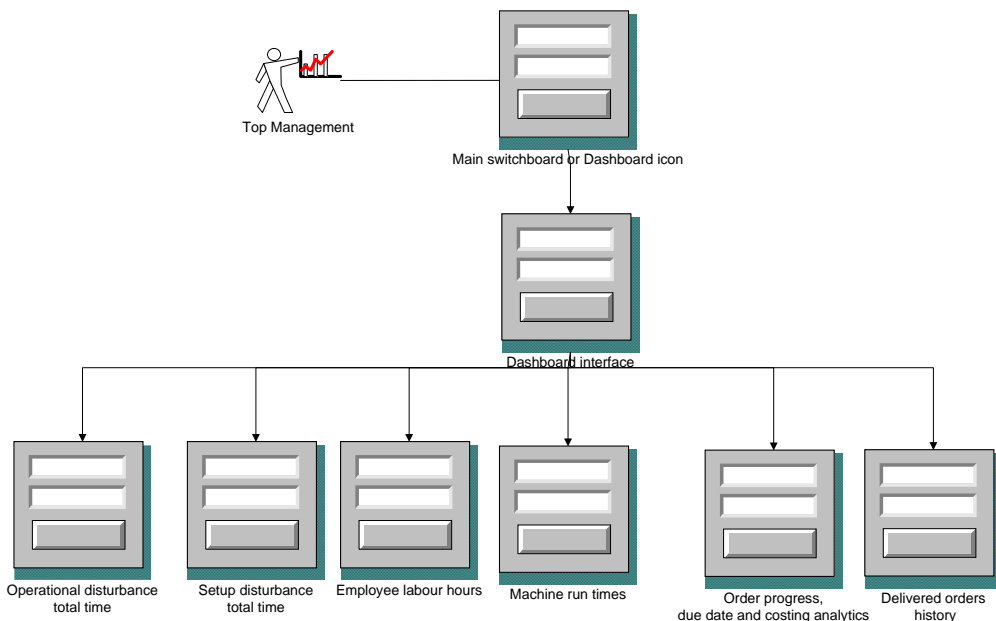 Top Management
Main switchboard or Dashboard icon
Dashboard interface
Operational disturbance
total time
Setup disturbance
total time
Employee labour hours
Machine run times
Order progress,
due date and costing analytics
Delivered orders
history